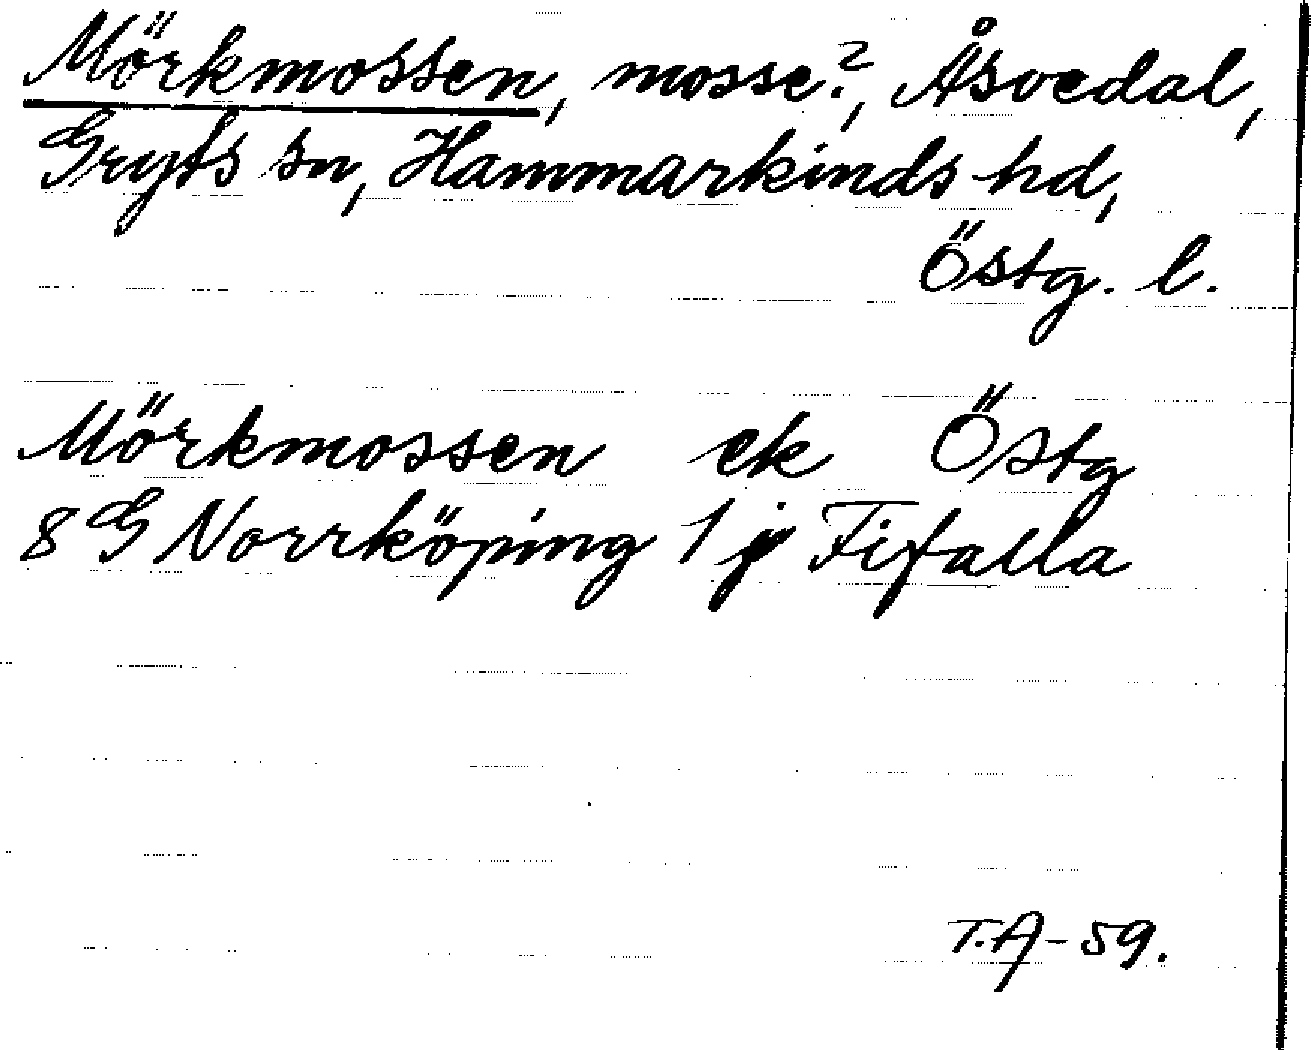 Mörkmossen, mosse?, Åsvedal,
Gryts sn, Hammarkinds hd,
Östg. l.
Mörkmossen ek Östg
8 G Norrköping 1 j Fifalla
T.A-59.